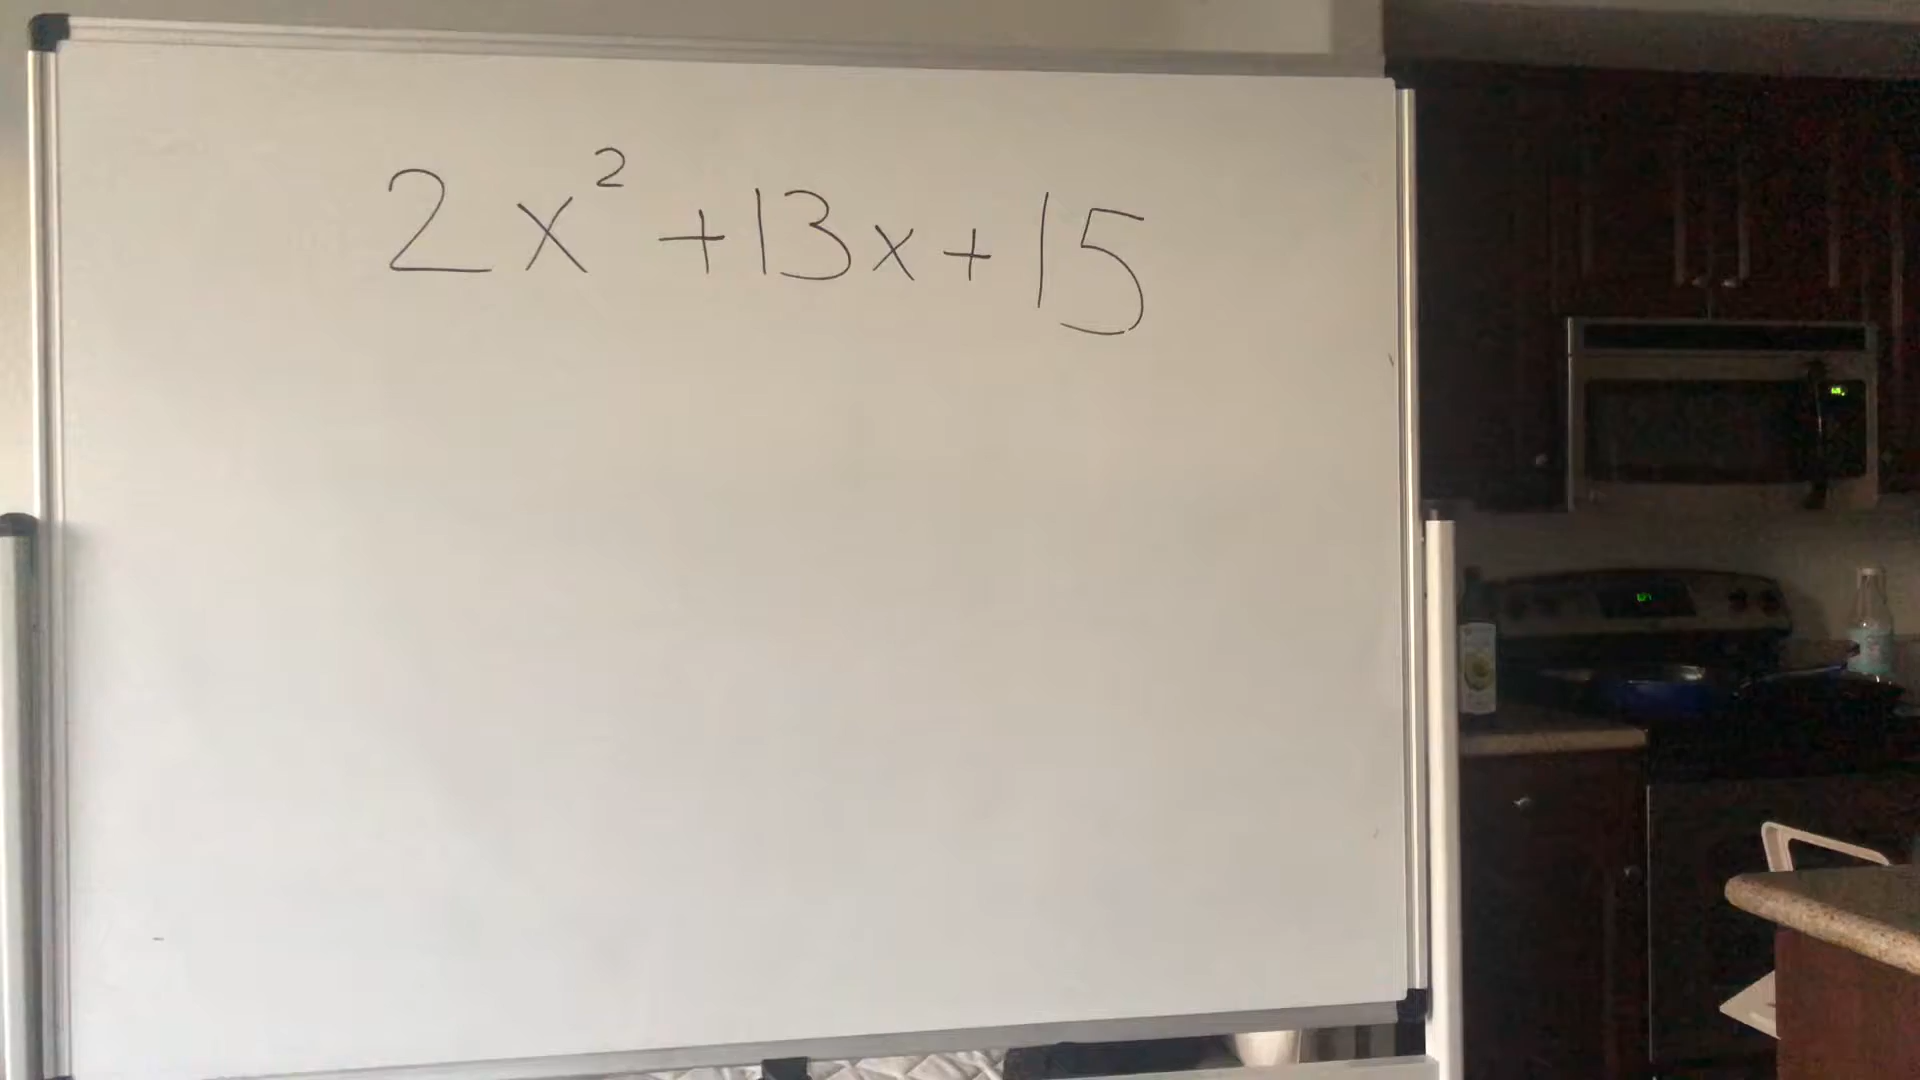 2x² + 13x + 15